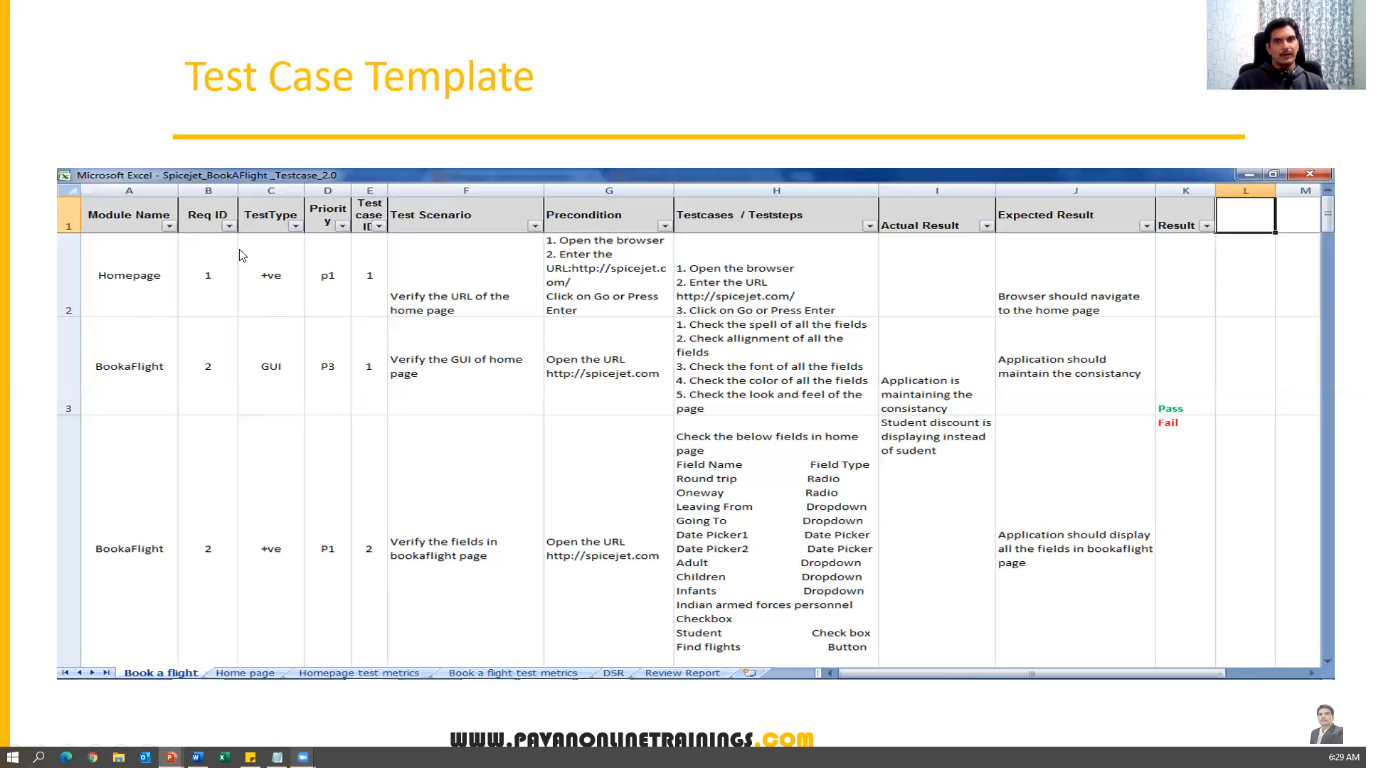 Test Case Template
Microsoft Excel - Spicejet_BookAFlight _Testcase_2.0
A B C D E F G H I J K L M
1
Module Name
Req ID
TestType
Priorit
y
Test
case
Test Scenario
Precondition
Testcases / Teststeps
Actual Result
Expected Result
Result
2
Homepage
1
+ve
p1
1
Verify the URL of the
home page
1. Open the browser
2. Enter the
URL:http://spicejet.c
om/
Click on Go or Press
Enter
1. Open the browser
2. Enter the URL
http://spicejet.com/
3. Click on Go or Press Enter
Browser should navigate
to the home page
3
BookaFlight
2
GUI
P3
1
Verify the GUI of home
page
Open the URL
http://spicejet.com
1. Check the spell of all the fields
2. Check allignment of all the
fields
3. Check the font of all the fields
4. Check the color of all the fields
5. Check the look and feel of the
page
Application is
maintaining the
consistancy
Application should
maintain the consistancy
Pass
BookaFlight
2
+ve
P1
2
Verify the fields in
bookaflight page
Open the URL
http://spicejet.com
Check the below fields in home
page
Field Name Field Type
Round trip Radio
Oneway Radio
Leaving From Dropdown
Going To Dropdown
Date Picker1 Date Picker
Date Picker2 Date Picker
Adult Dropdown
Children Dropdown
Infants Dropdown
Indian armed forces personnel
Checkbox
Student Check box
Find flights Button
Student discount is
displaying instead
of sudent
Application should display
all the fields in bookaflight
page
Fail
Book a flight Home page Homepage test metrics Book a flight test metrics DSR Review Report
WWW.PAVANONLINETRAININGS.COM
6:29 AM